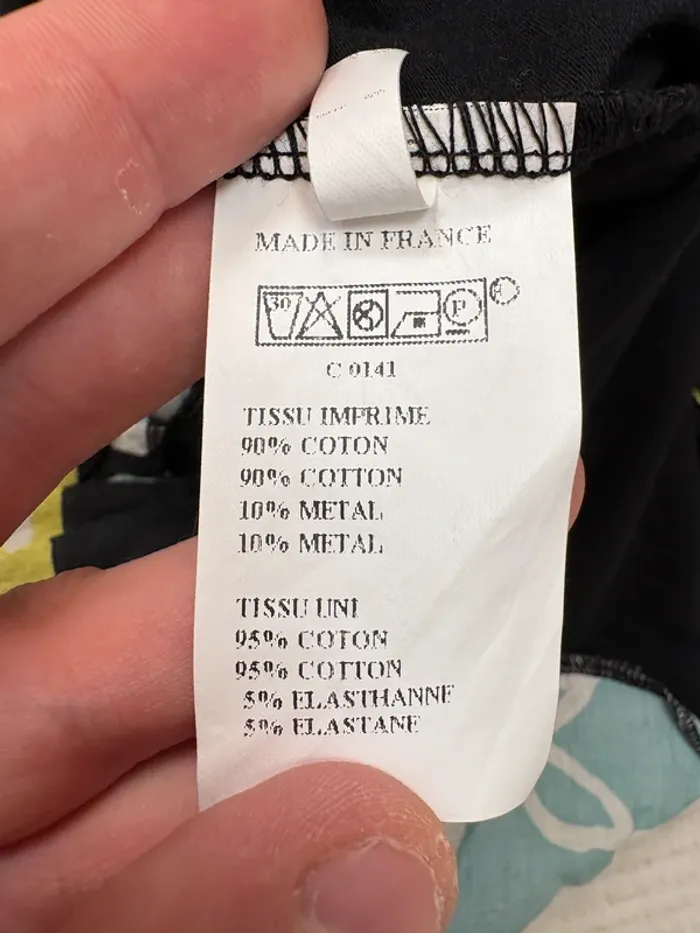 MADE IN FRANCE
30 P
C 0141
TISSU IMPRIME
90% COTON
90% COTTON
10% METAL
10% METAL
TISSU UNI
95% COTON
95% COTTON
5% ELASTHANNE
5% ELASTANE